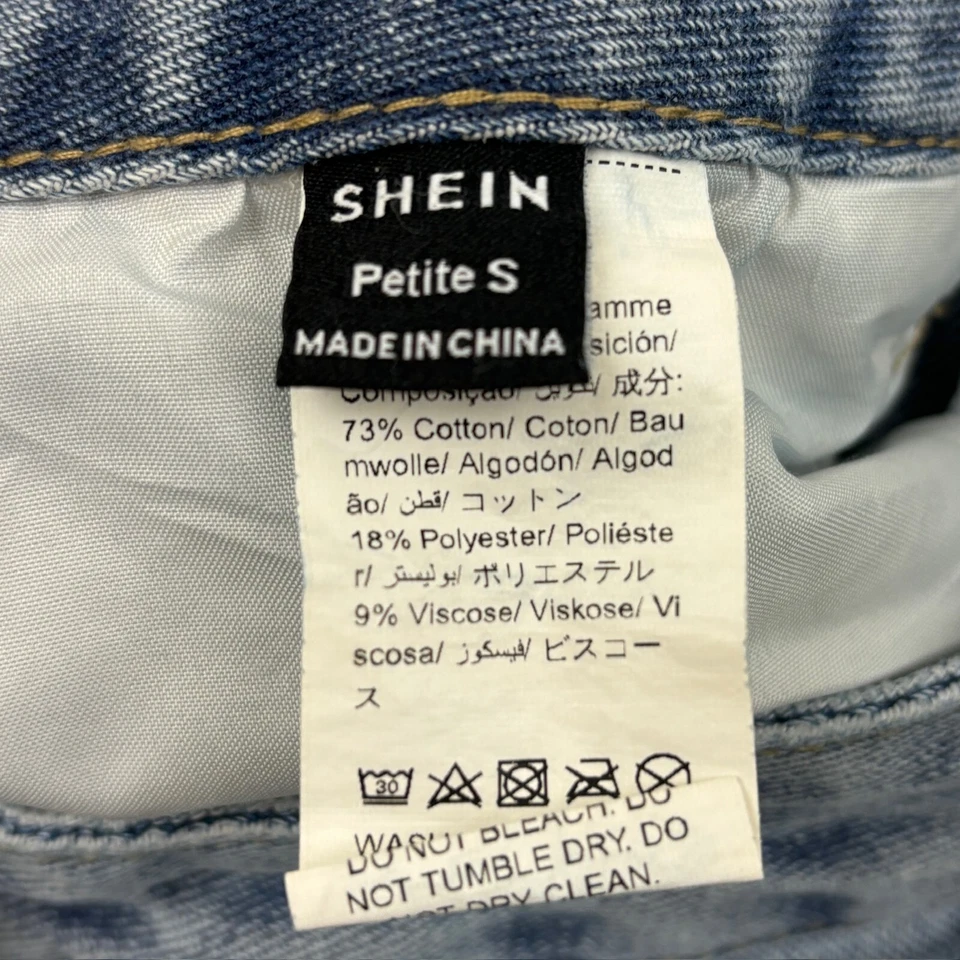 SHEIN
Petite S
MADE IN CHINA
amme
sición/
Composição/ 成分:
73% Cotton/ Coton/ Bau
mwolle/ Algodón/ Algod
ão/ قطن/ コットン
18% Polyester/ Poliéste
r/ بوليستر/ ポリエステル
9% Viscose/ Viskose/ Vi
scosa/ فيسكوز/ ビスコー
ス
30
BLEACH. DO
NOT TUMBLE DRY. DO
NOT DRY CLEAN.